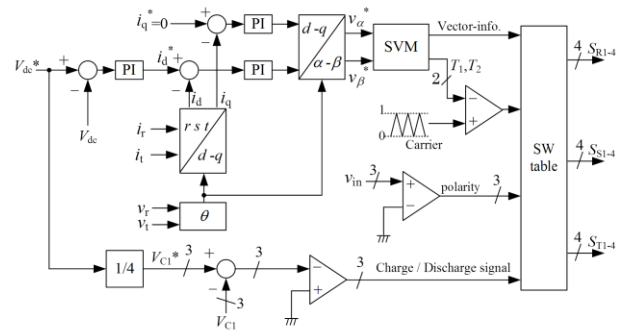 i_q*=0
PI
d-q
α-β
v_α*
v_β*
SVM
Vector-info.
T1, T2
2
V_dc*
+
−
PI
i_d*
+
−
−
PI
V_dc
i_d
i_q
i_r
i_t
r s t
d-q
1
0
Carrier
−
+
SW
table
4 S_R1-4
4 S_S1-4
4 S_T1-4
v_in
3
+
−
polarity
3
v_r
v_t
θ
1/4
V_C1*
3
+
−
3
3
V_C1
−
+
3
Charge / Discharge signal